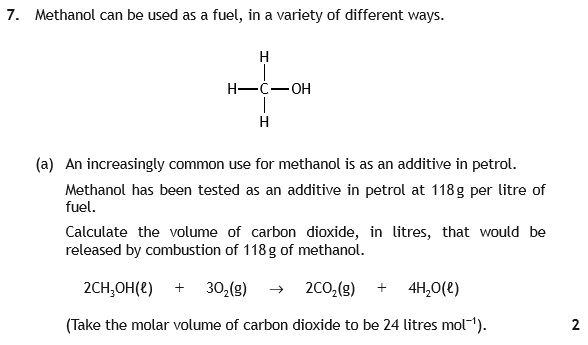 7. Methanol can be used as a fuel, in a variety of different ways.
H
H—C—OH
H
(a) An increasingly common use for methanol is as an additive in petrol.
Methanol has been tested as an additive in petrol at 118 g per litre of
fuel.
Calculate the volume of carbon dioxide, in litres, that would be
released by combustion of 118 g of methanol.
2CH₃OH(ℓ) + 3O₂(g) → 2CO₂(g) + 4H₂O(ℓ)
(Take the molar volume of carbon dioxide to be 24 litres mol⁻¹). 2